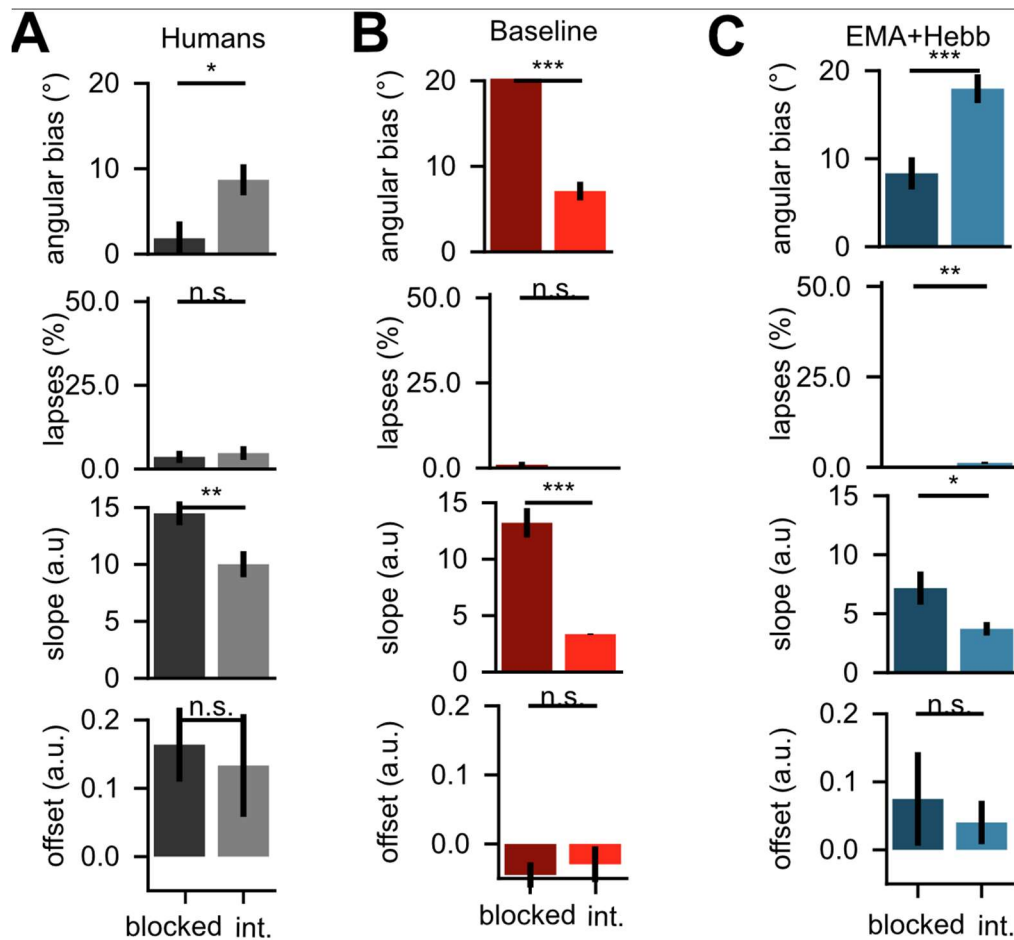 A
Humans
angular bias (°)
20
10
0
*
lapses (%)
50.0
25.0
0.0
n.s.
slope (a.u)
15
10
5
0
**
offset (a.u.)
0.2
0.1
0.0
n.s.
blocked int.
B
Baseline
angular bias (°)
20
10
0
***
lapses (%)
50.0
25.0
0.0
n.s.
slope (a.u)
15
10
5
0
***
offset (a.u.)
0.2
0.1
0.0
n.s.
blocked int.
C
EMA+Hebb
angular bias (°)
20
10
0
***
lapses (%)
50.0
25.0
0.0
**
slope (a.u)
15
10
5
0
*
offset (a.u.)
0.2
0.1
0.0
n.s.
blocked int.